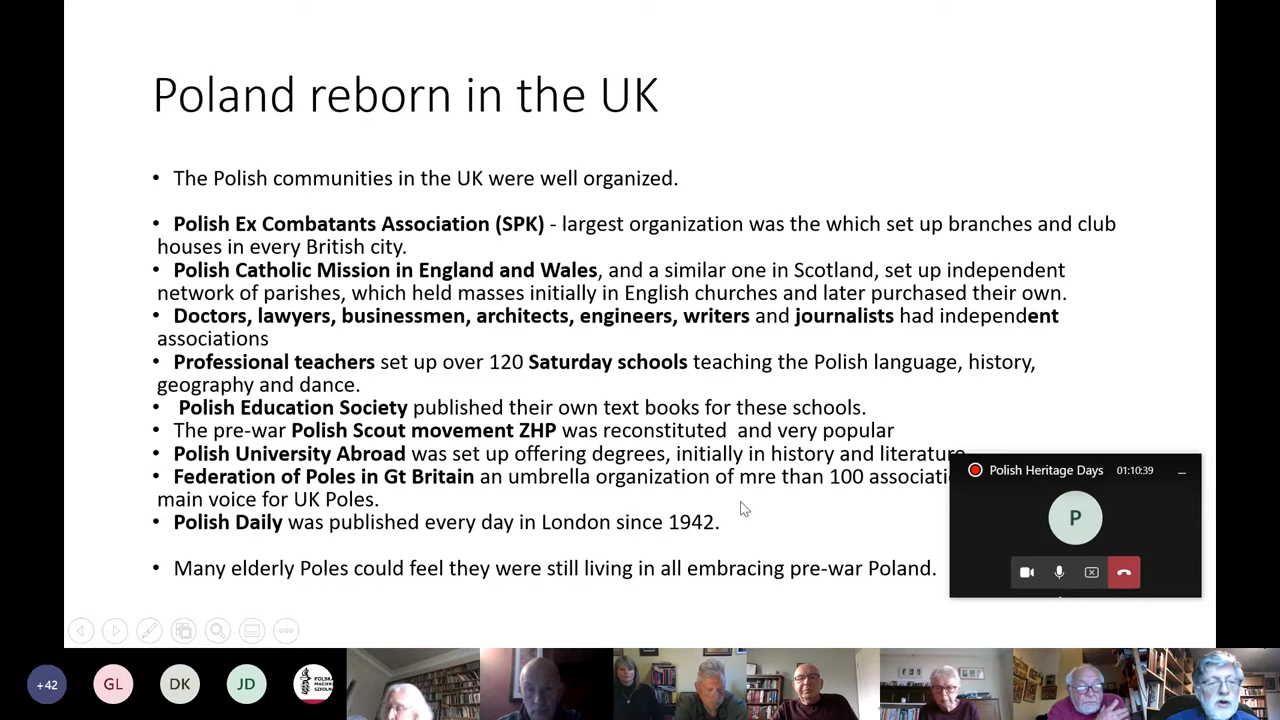 Poland reborn in the UK
• The Polish communities in the UK were well organized.
• Polish Ex Combatants Association (SPK) - largest organization was the which set up branches and club
houses in every British city.
• Polish Catholic Mission in England and Wales, and a similar one in Scotland, set up independent
network of parishes, which held masses initially in English churches and later purchased their own.
• Doctors, lawyers, businessmen, architects, engineers, writers and journalists had independent
associations
• Professional teachers set up over 120 Saturday schools teaching the Polish language, history,
geography and dance.
• Polish Education Society published their own text books for these schools.
• The pre-war Polish Scout movement ZHP was reconstituted and very popular
• Polish University Abroad was set up offering degrees, initially in history and literature
• Federation of Poles in Gt Britain an umbrella organization of mre than 100
main voice for UK Poles.
• Polish Daily was published every day in London since 1942.
• Many elderly Poles could feel they were still living in all embracing pre-war Poland.
Polish Heritage Days 01:10:39
P
+42 GL DK JD